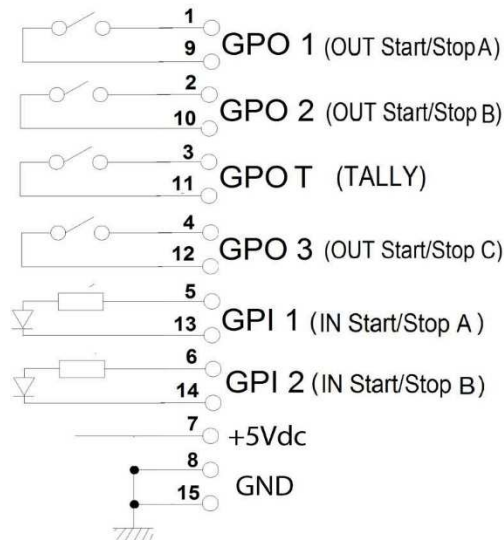 1
9
GPO 1 (OUT Start/StopA)
2
10
GPO 2 (OUT Start/StopB)
3
11
GPO T (TALLY)
4
12
GPO 3 (OUT Start/Stop C)
5
13
GPI 1 (IN Start/Stop A)
6
14
GPI 2 (IN Start/Stop B)
7
+5Vdc
8
15
GND